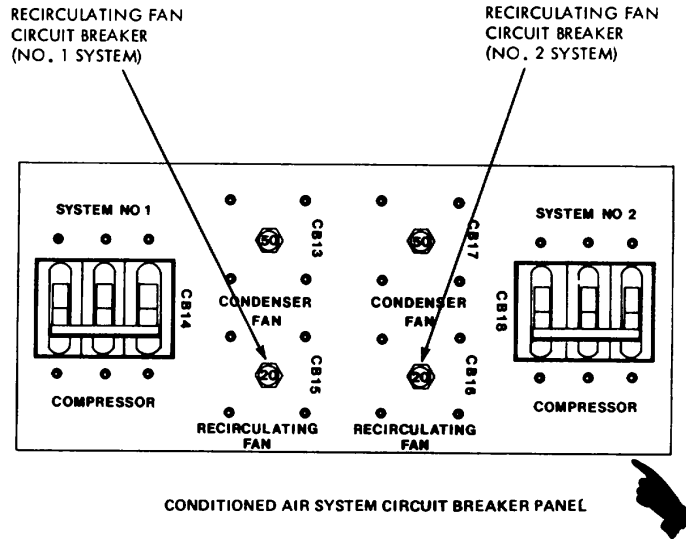 RECIRCULATING FAN
CIRCUIT BREAKER
(NO. 1 SYSTEM)
RECIRCULATING FAN
CIRCUIT BREAKER
(NO. 2 SYSTEM)
SYSTEM NO 1
SYSTEM NO 2
50
CB13
50
CB17
CB14
CONDENSER
FAN
CONDENSER
FAN
CB18
20
CB15
20
CB16
COMPRESSOR
COMPRESSOR
RECIRCULATING
FAN
RECIRCULATING
FAN
CONDITIONED AIR SYSTEM CIRCUIT BREAKER PANEL